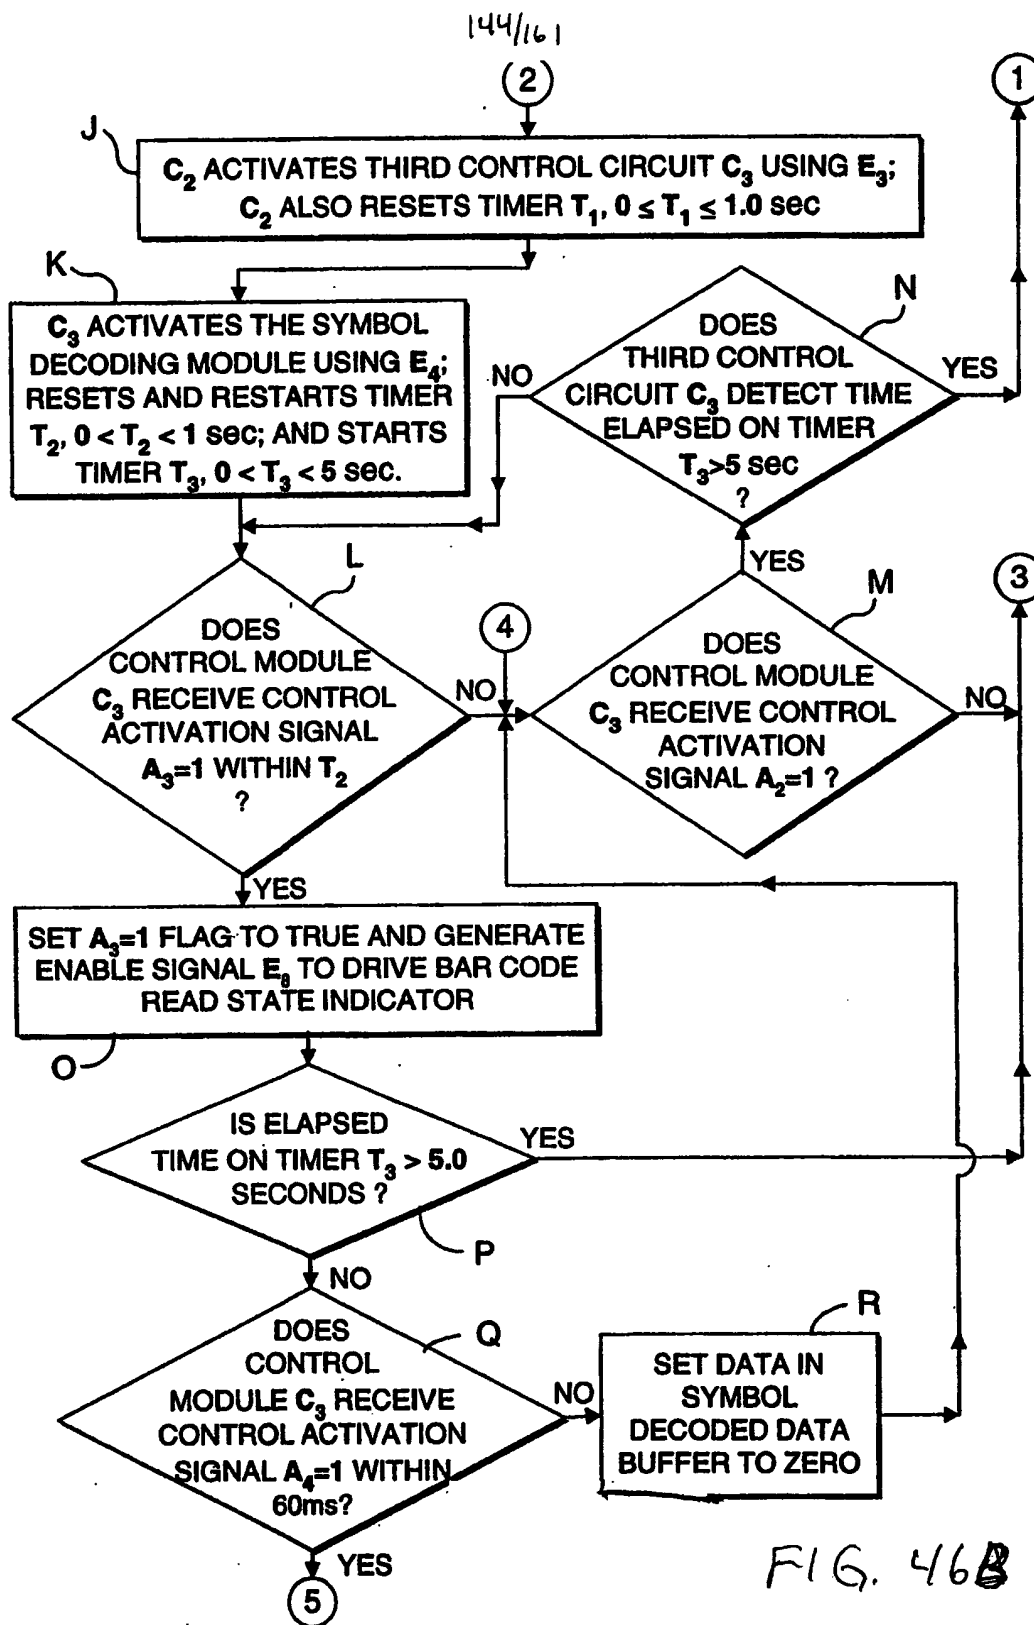 144/161
2
1
J
C₂ ACTIVATES THIRD CONTROL CIRCUIT C₃ USING E₃;
C₂ ALSO RESETS TIMER T₁, 0 ≤ T₁ ≤ 1.0 sec
K
C₃ ACTIVATES THE SYMBOL
DECODING MODULE USING E₄;
RESETS AND RESTARTS TIMER
T₂, 0 < T₂ < 1 sec; AND STARTS
TIMER T₃, 0 < T₃ < 5 sec.
N
DOES
THIRD CONTROL
CIRCUIT C₃ DETECT TIME
ELAPSED ON TIMER
T₃>5 sec
?
NO
YES
L
DOES
CONTROL MODULE
C₃ RECEIVE CONTROL
ACTIVATION SIGNAL
A₃=1 WITHIN T₂
?
NO
YES
4
M
DOES
CONTROL MODULE
C₃ RECEIVE CONTROL
ACTIVATION
SIGNAL A₂=1 ?
YES
NO
3
SET A₃=1 FLAG TO TRUE AND GENERATE
ENABLE SIGNAL E₈ TO DRIVE BAR CODE
READ STATE INDICATOR
O
IS ELAPSED
TIME ON TIMER T₃ > 5.0
SECONDS ?
YES
P
NO
DOES
CONTROL
MODULE C₃ RECEIVE
CONTROL ACTIVATION
SIGNAL A₄=1 WITHIN
60ms?
Q
NO
R
SET DATA IN
SYMBOL
DECODED DATA
BUFFER TO ZERO
YES
5
FIG. 46B